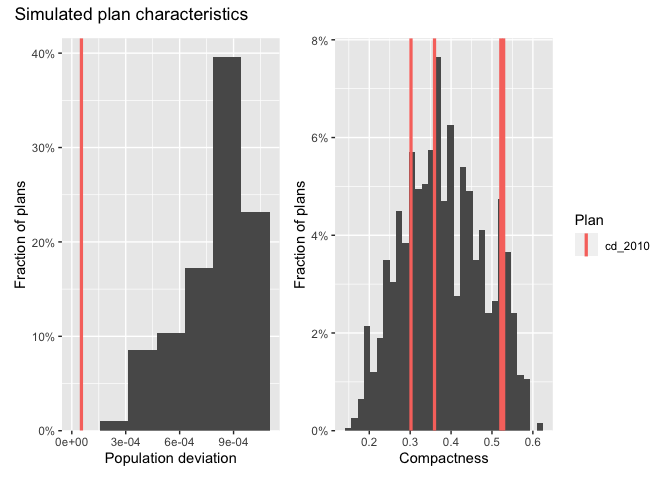 Simulated plan characteristics
Fraction of plans
40%
30%
20%
10%
0%
0e+00 3e-04 6e-04 9e-04
Population deviation
Fraction of plans
8%
6%
4%
2%
0%
0.2 0.3 0.4 0.5 0.6
Compactness
Plan
cd_2010